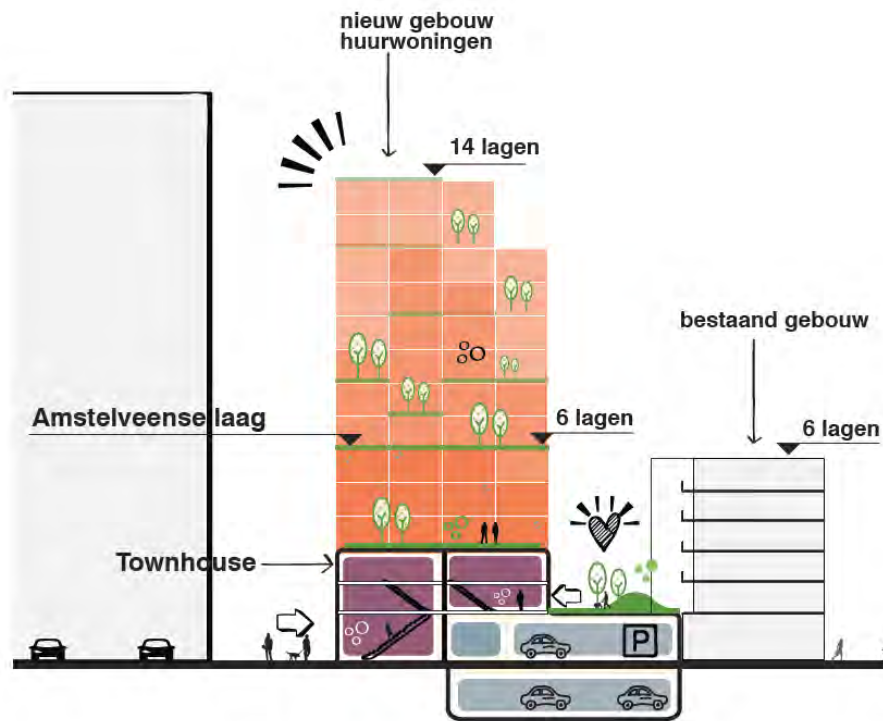 nieuw gebouw
huurwoningen
14 lagen
bestaand gebouw
Amstelveense laag
6 lagen
6 lagen
Townhouse
P